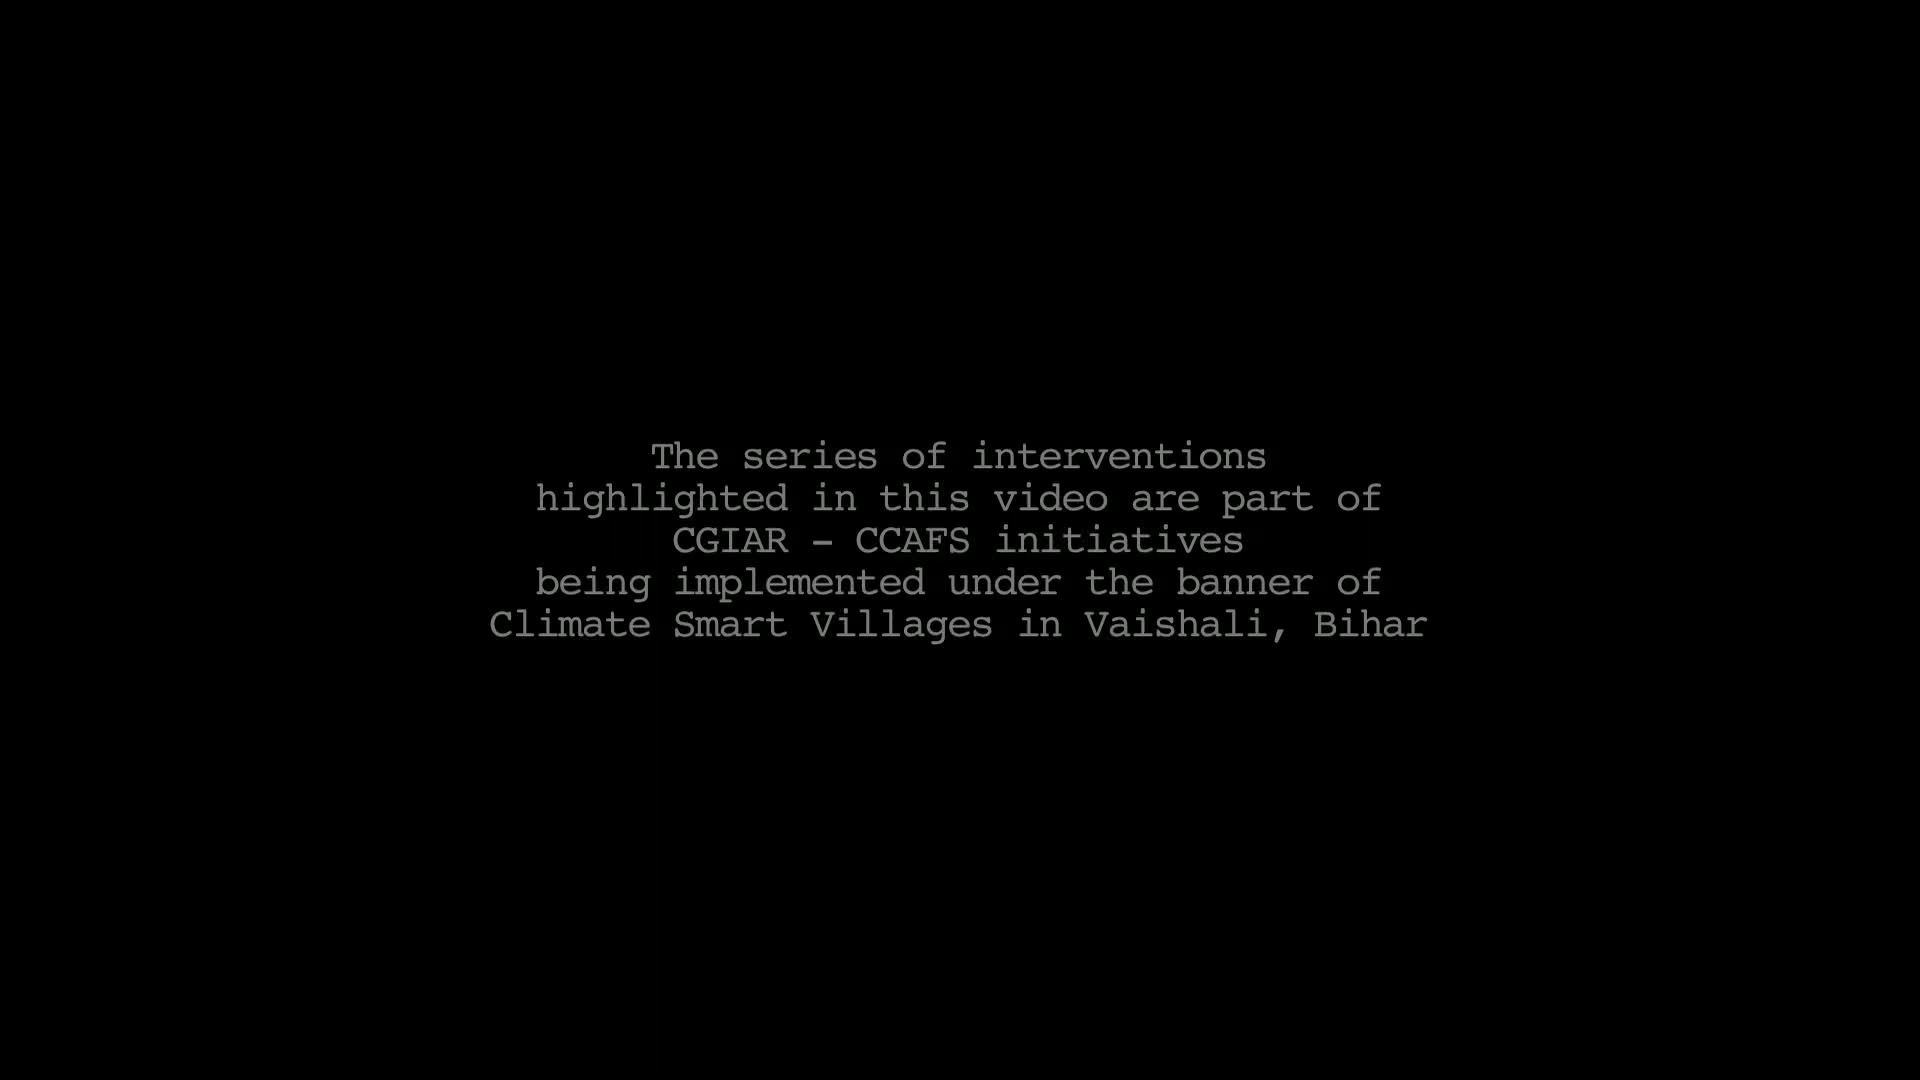 The series of interventions
highlighted in this video are part of
CGIAR – CCAFS initiatives
being implemented under the banner of
Climate Smart Villages in Vaishali, Bihar